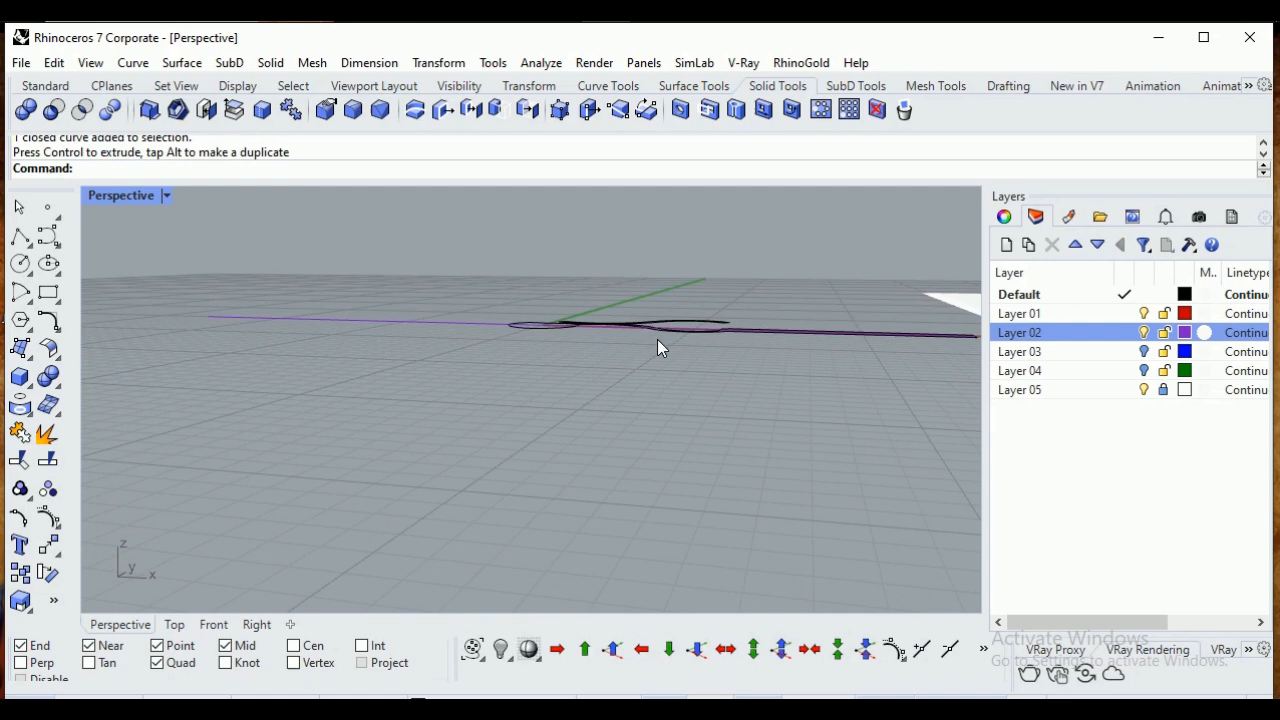 Rhinoceros 7 Corporate - [Perspective]
File Edit View Curve Surface SubD Solid Mesh Dimension Transform Tools Analyze Render Panels SimLab V-Ray RhinoGold Help
Standard CPlanes Set View Display Select Viewport Layout Visibility Transform Curve Tools Surface Tools Solid Tools SubD Tools Mesh Tools Drafting New in V7 Animation Animat »
1 closed curve added to selection.
Press Control to extrude, tap Alt to make a duplicate
Command:
Perspective
Layers
Layer M.. Linetype
Default Continu
Layer 01 Continu
Layer 02 Continu
Layer 03 Continu
Layer 04 Continu
Layer 05 Continu
z
y x
Perspective Top Front Right
End Near Point Mid Cen Int
Perp Tan Quad Knot Vertex Project
Disable
Activate Windows
Go to Settings to activate Windows.
VRay Proxy VRay Rendering VRay »